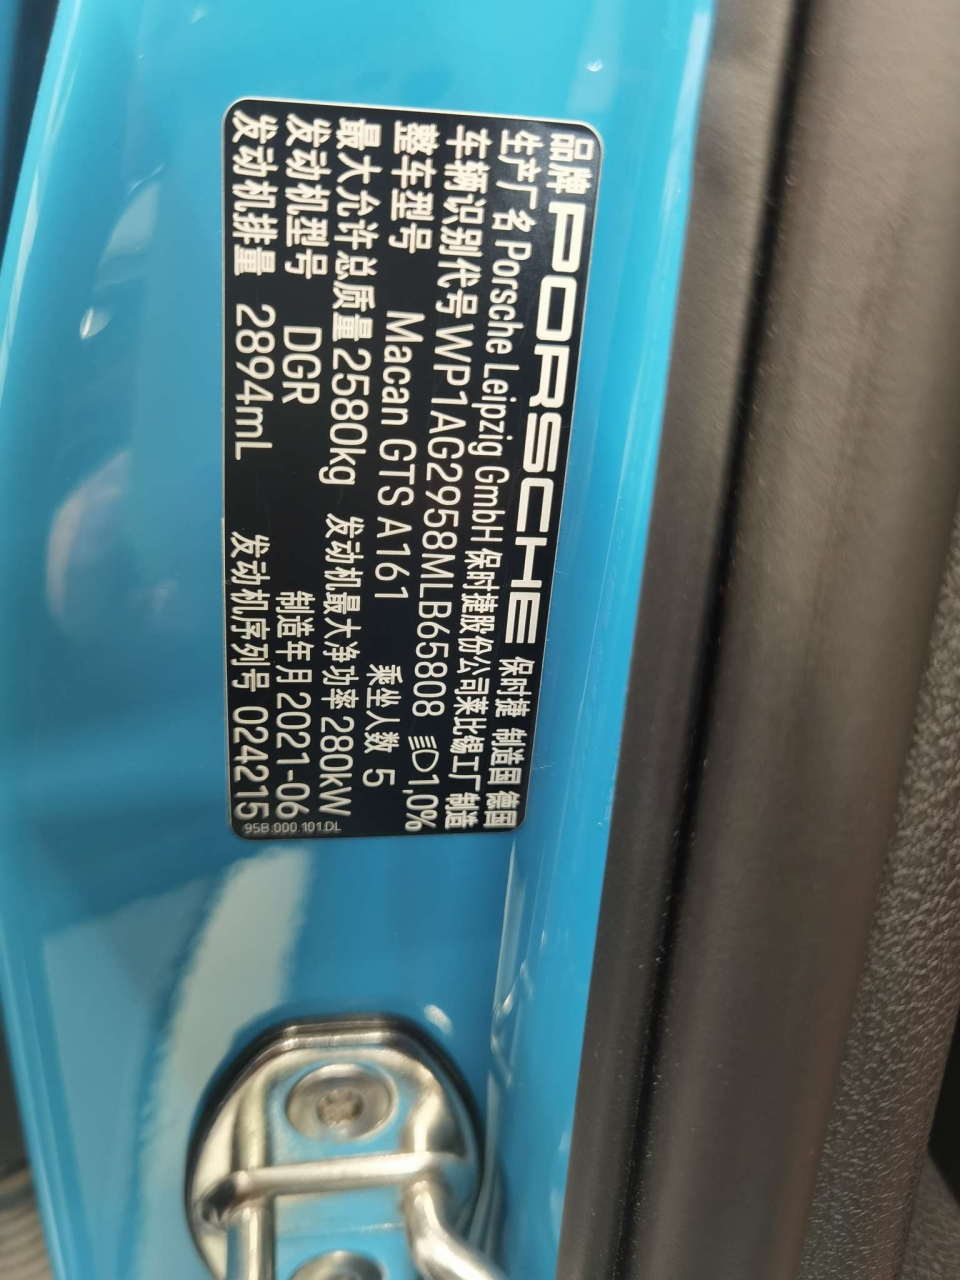 品牌 PORSCHE 保时捷 制造国 德国
生产厂名 Porsche Leipzig GmbH 保时捷股份公司莱比锡工厂 制造
车辆识别代号 WP1AG2958MLB65808 1,0%
整车型号 Macan GTS A161 乘坐人数 5
最大允许总质量 2580kg 发动机最大净功率 280kW
发动机型号 DGR 制造年月 2021-06
发动机排量 2894mL 发动机序列号 024215
95B.000.101.DL